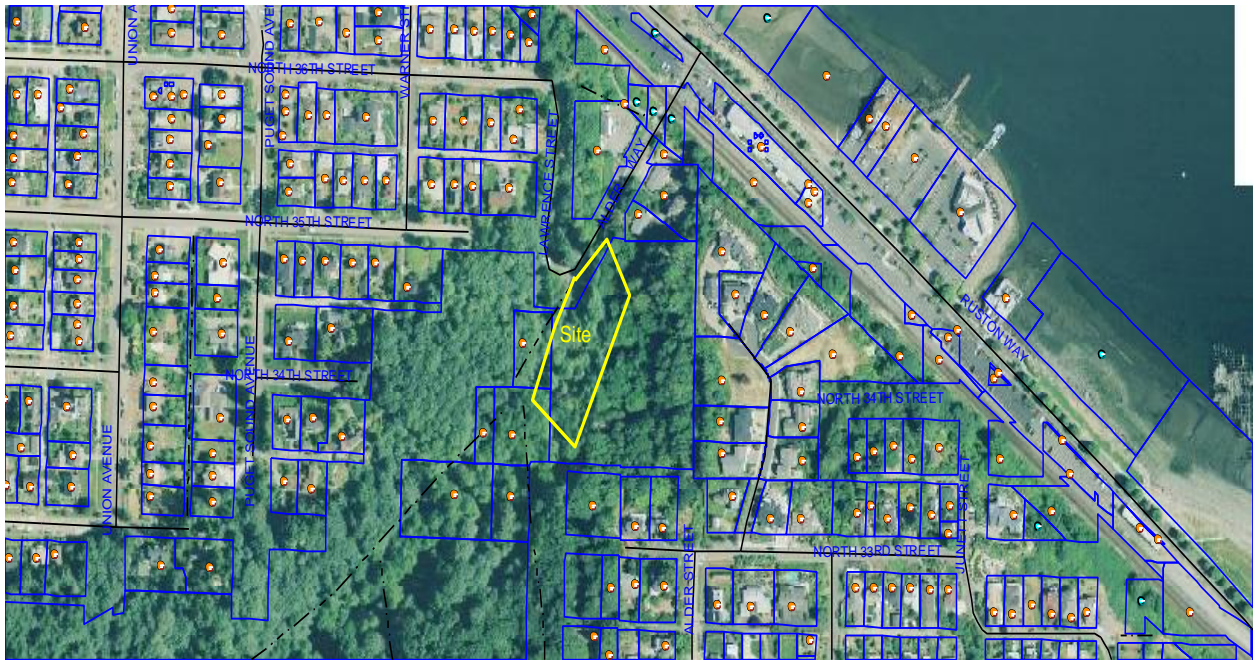 UNION A
PUGET SOUND AVE
WARNER ST
NORTH 36TH STREET
LAWRENCE STREET
ALDER WAY
NORTH 35TH STREET
RUSTON WAY
Site
NORTH 34TH STREET
PUGET SOUND AVENUE
NORTH 34TH STREET
UNION AVENUE
JUNETT STREET
ALDER STREET
NORTH 33RD STREET